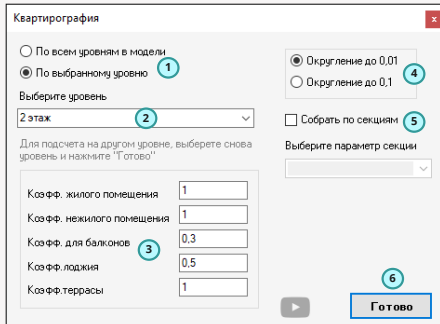 Квартирография
x
По всем уровням в модели
По выбранному уровню
1
Выберите уровень
2 этаж
2
Для подсчета на другом уровне, выберете снова
уровень и нажмите "Готово"
Коэфф. жилого помещения
1
Коэфф. нежилого помещения
1
Коэфф. для балконов
3
0,3
Коэфф.лоджия
0,5
Коэфф.террасы
1
Округление до 0,01
Округление до 0,1
4
Собрать по секциям
5
Выберите параметр секции
6
Готово